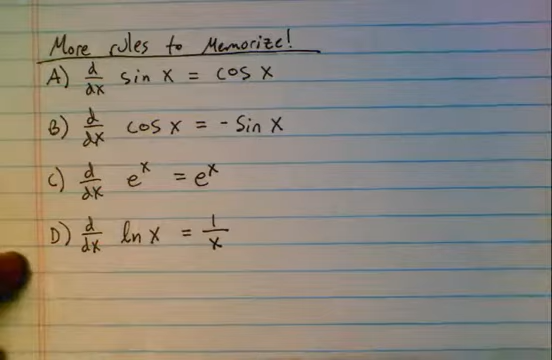 More rules to Memorize!
A) d/dx sin x = cos x
B) d/dx cos x = - sin x
C) d/dx e^x = e^x
D) d/dx ln x = 1/x